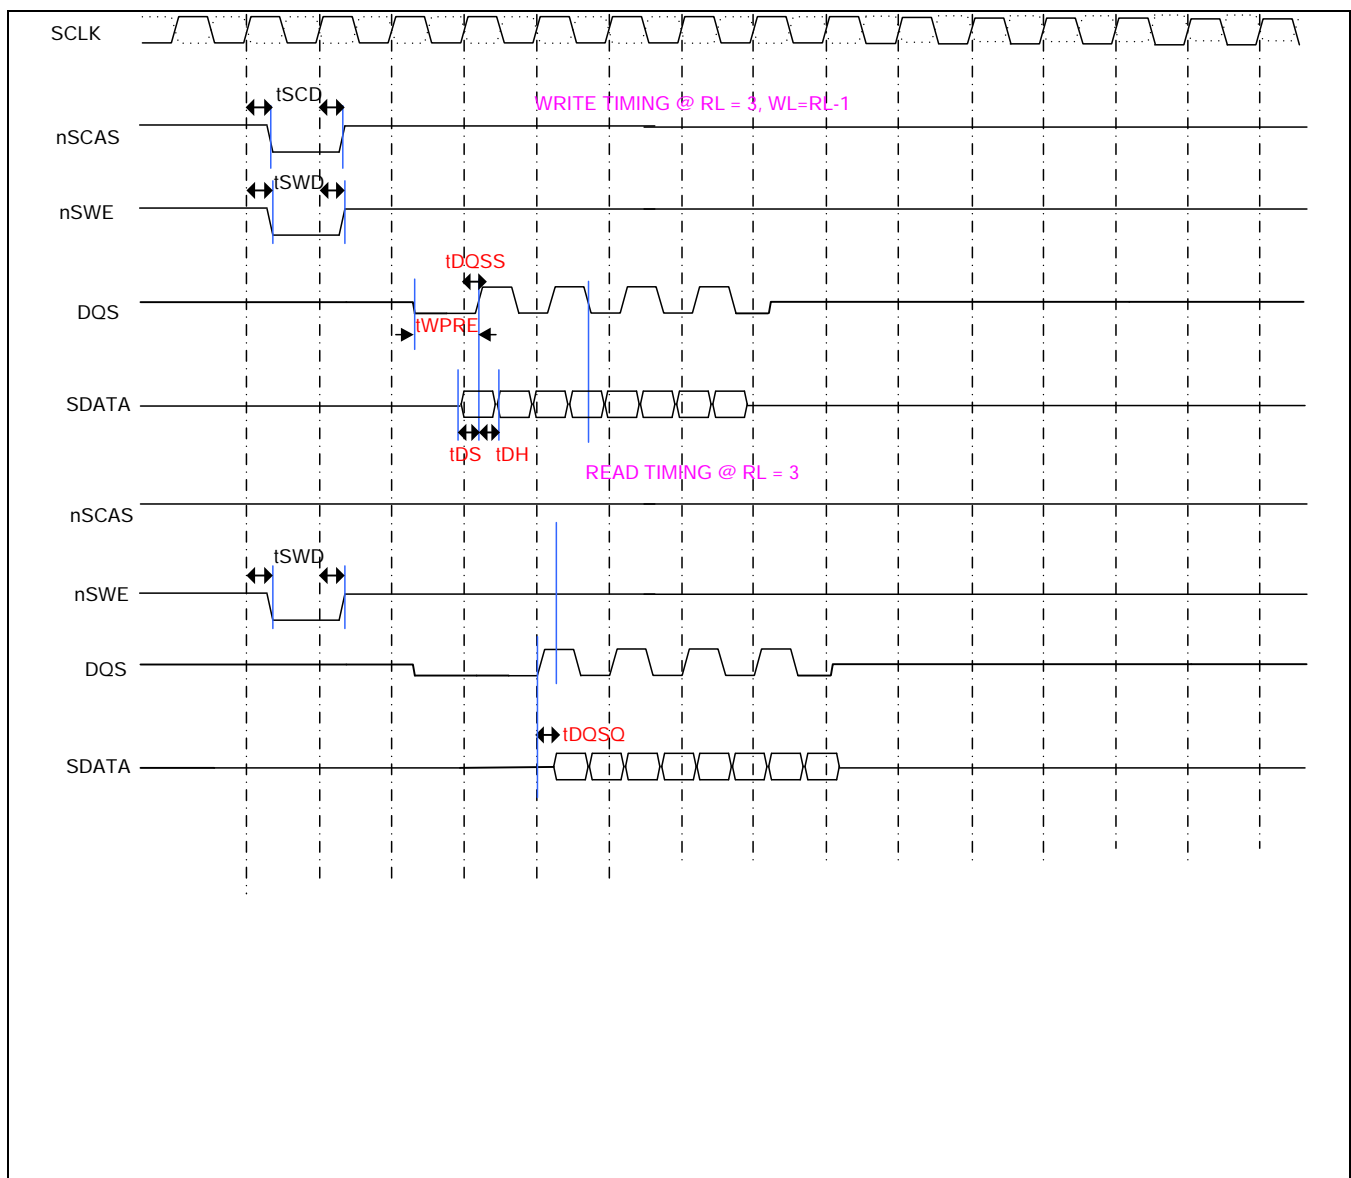 SCLK
tSCD
WRITE TIMING @ RL = 3, WL=RL-1
nSCAS
tSWD
nSWE
tDQSS
DQS
tWPRE
SDATA
tDS tDH
READ TIMING @ RL = 3
nSCAS
tSWD
nSWE
DQS
tDQSQ
SDATA